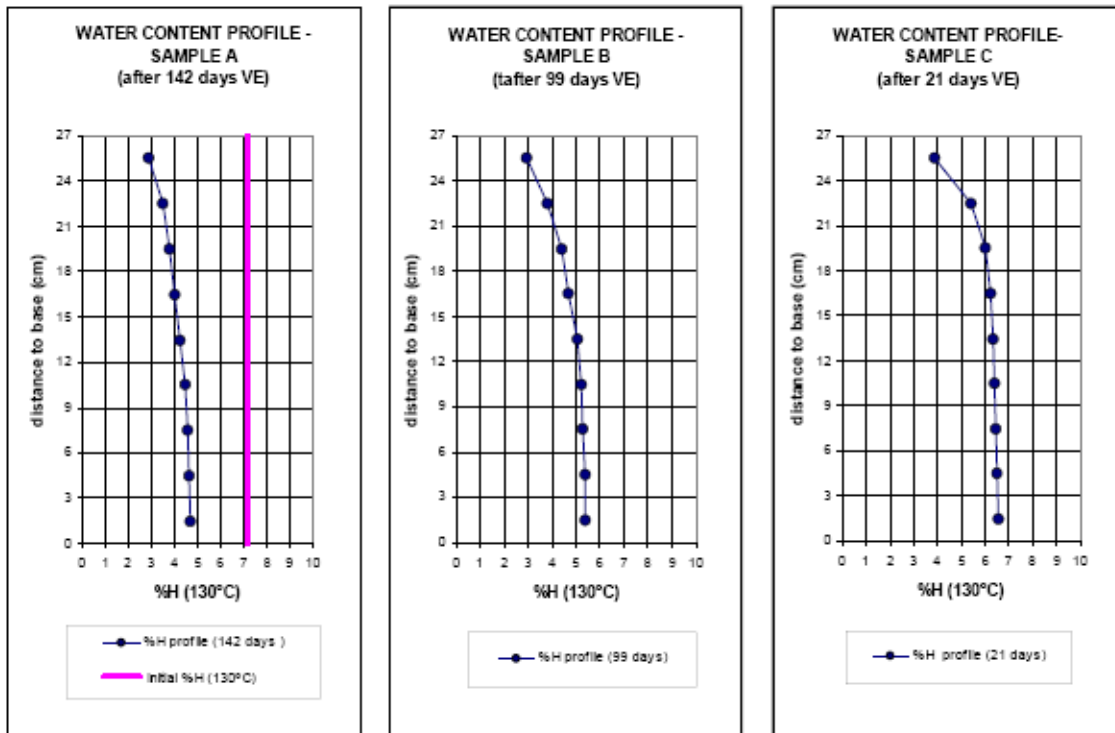 WATER CONTENT PROFILE -
SAMPLE A
(after 142 days VE)
27
24
21
18
15
12
9
6
3
0
distance to base (cm)
0 1 2 3 4 5 6 7 8 9 10
%H (130ºC)
%H profile (142 days )
Initial %H (130ºC)
WATER CONTENT PROFILE -
SAMPLE B
(tafter 99 days VE)
27
24
21
18
15
12
9
6
3
0
distance to base (cm)
0 1 2 3 4 5 6 7 8 9 10
%H (130ºC)
%H profile (99 days)
WATER CONTENT PROFILE-
SAMPLE C
(after 21 days VE)
27
24
21
18
15
12
9
6
3
0
distance to base (cm)
0 1 2 3 4 5 6 7 8 9 10
%H (130ºC)
%H profile (21 days)